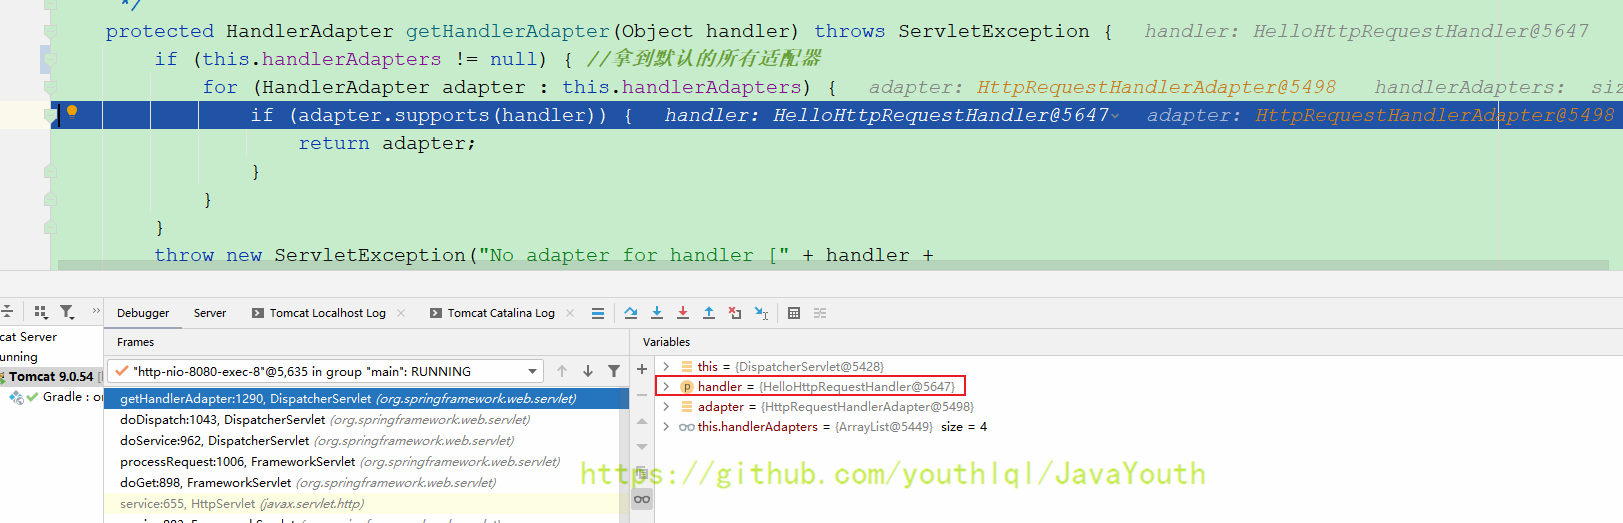 */
protected HandlerAdapter getHandlerAdapter(Object handler) throws ServletException { handler: HelloHttpRequestHandler@5647
if (this.handlerAdapters != null) { //拿到默认的所有适配器
for (HandlerAdapter adapter : this.handlerAdapters) { adapter: HttpRequestHandlerAdapter@5498 handlerAdapters: siz
if (adapter.supports(handler)) { handler: HelloHttpRequestHandler@5647 adapter: HttpRequestHandlerAdapter@5498
return adapter;
}
}
}
throw new ServletException("No adapter for handler [" + handler +
Debugger Server Tomcat Localhost Log Tomcat Catalina Log
cat Server
unning
Tomcat 9.0.54
Gradle : o
Frames
"http-nio-8080-exec-8"@5,635 in group "main": RUNNING
getHandlerAdapter:1290, DispatcherServlet (org.springframework.web.servlet)
doDispatch:1043, DispatcherServlet (org.springframework.web.servlet)
doService:962, DispatcherServlet (org.springframework.web.servlet)
processRequest:1006, FrameworkServlet (org.springframework.web.servlet)
doGet:898, FrameworkServlet (org.springframework.web.servlet)
service:655, HttpServlet (javax.servlet.http)
Variables
this = {DispatcherServlet@5428}
handler = {HelloHttpRequestHandler@5647}
adapter = {HttpRequestHandlerAdapter@5498}
this.handlerAdapters = {ArrayList@5449} size = 4
https://github.com/youthlql/JavaYouth